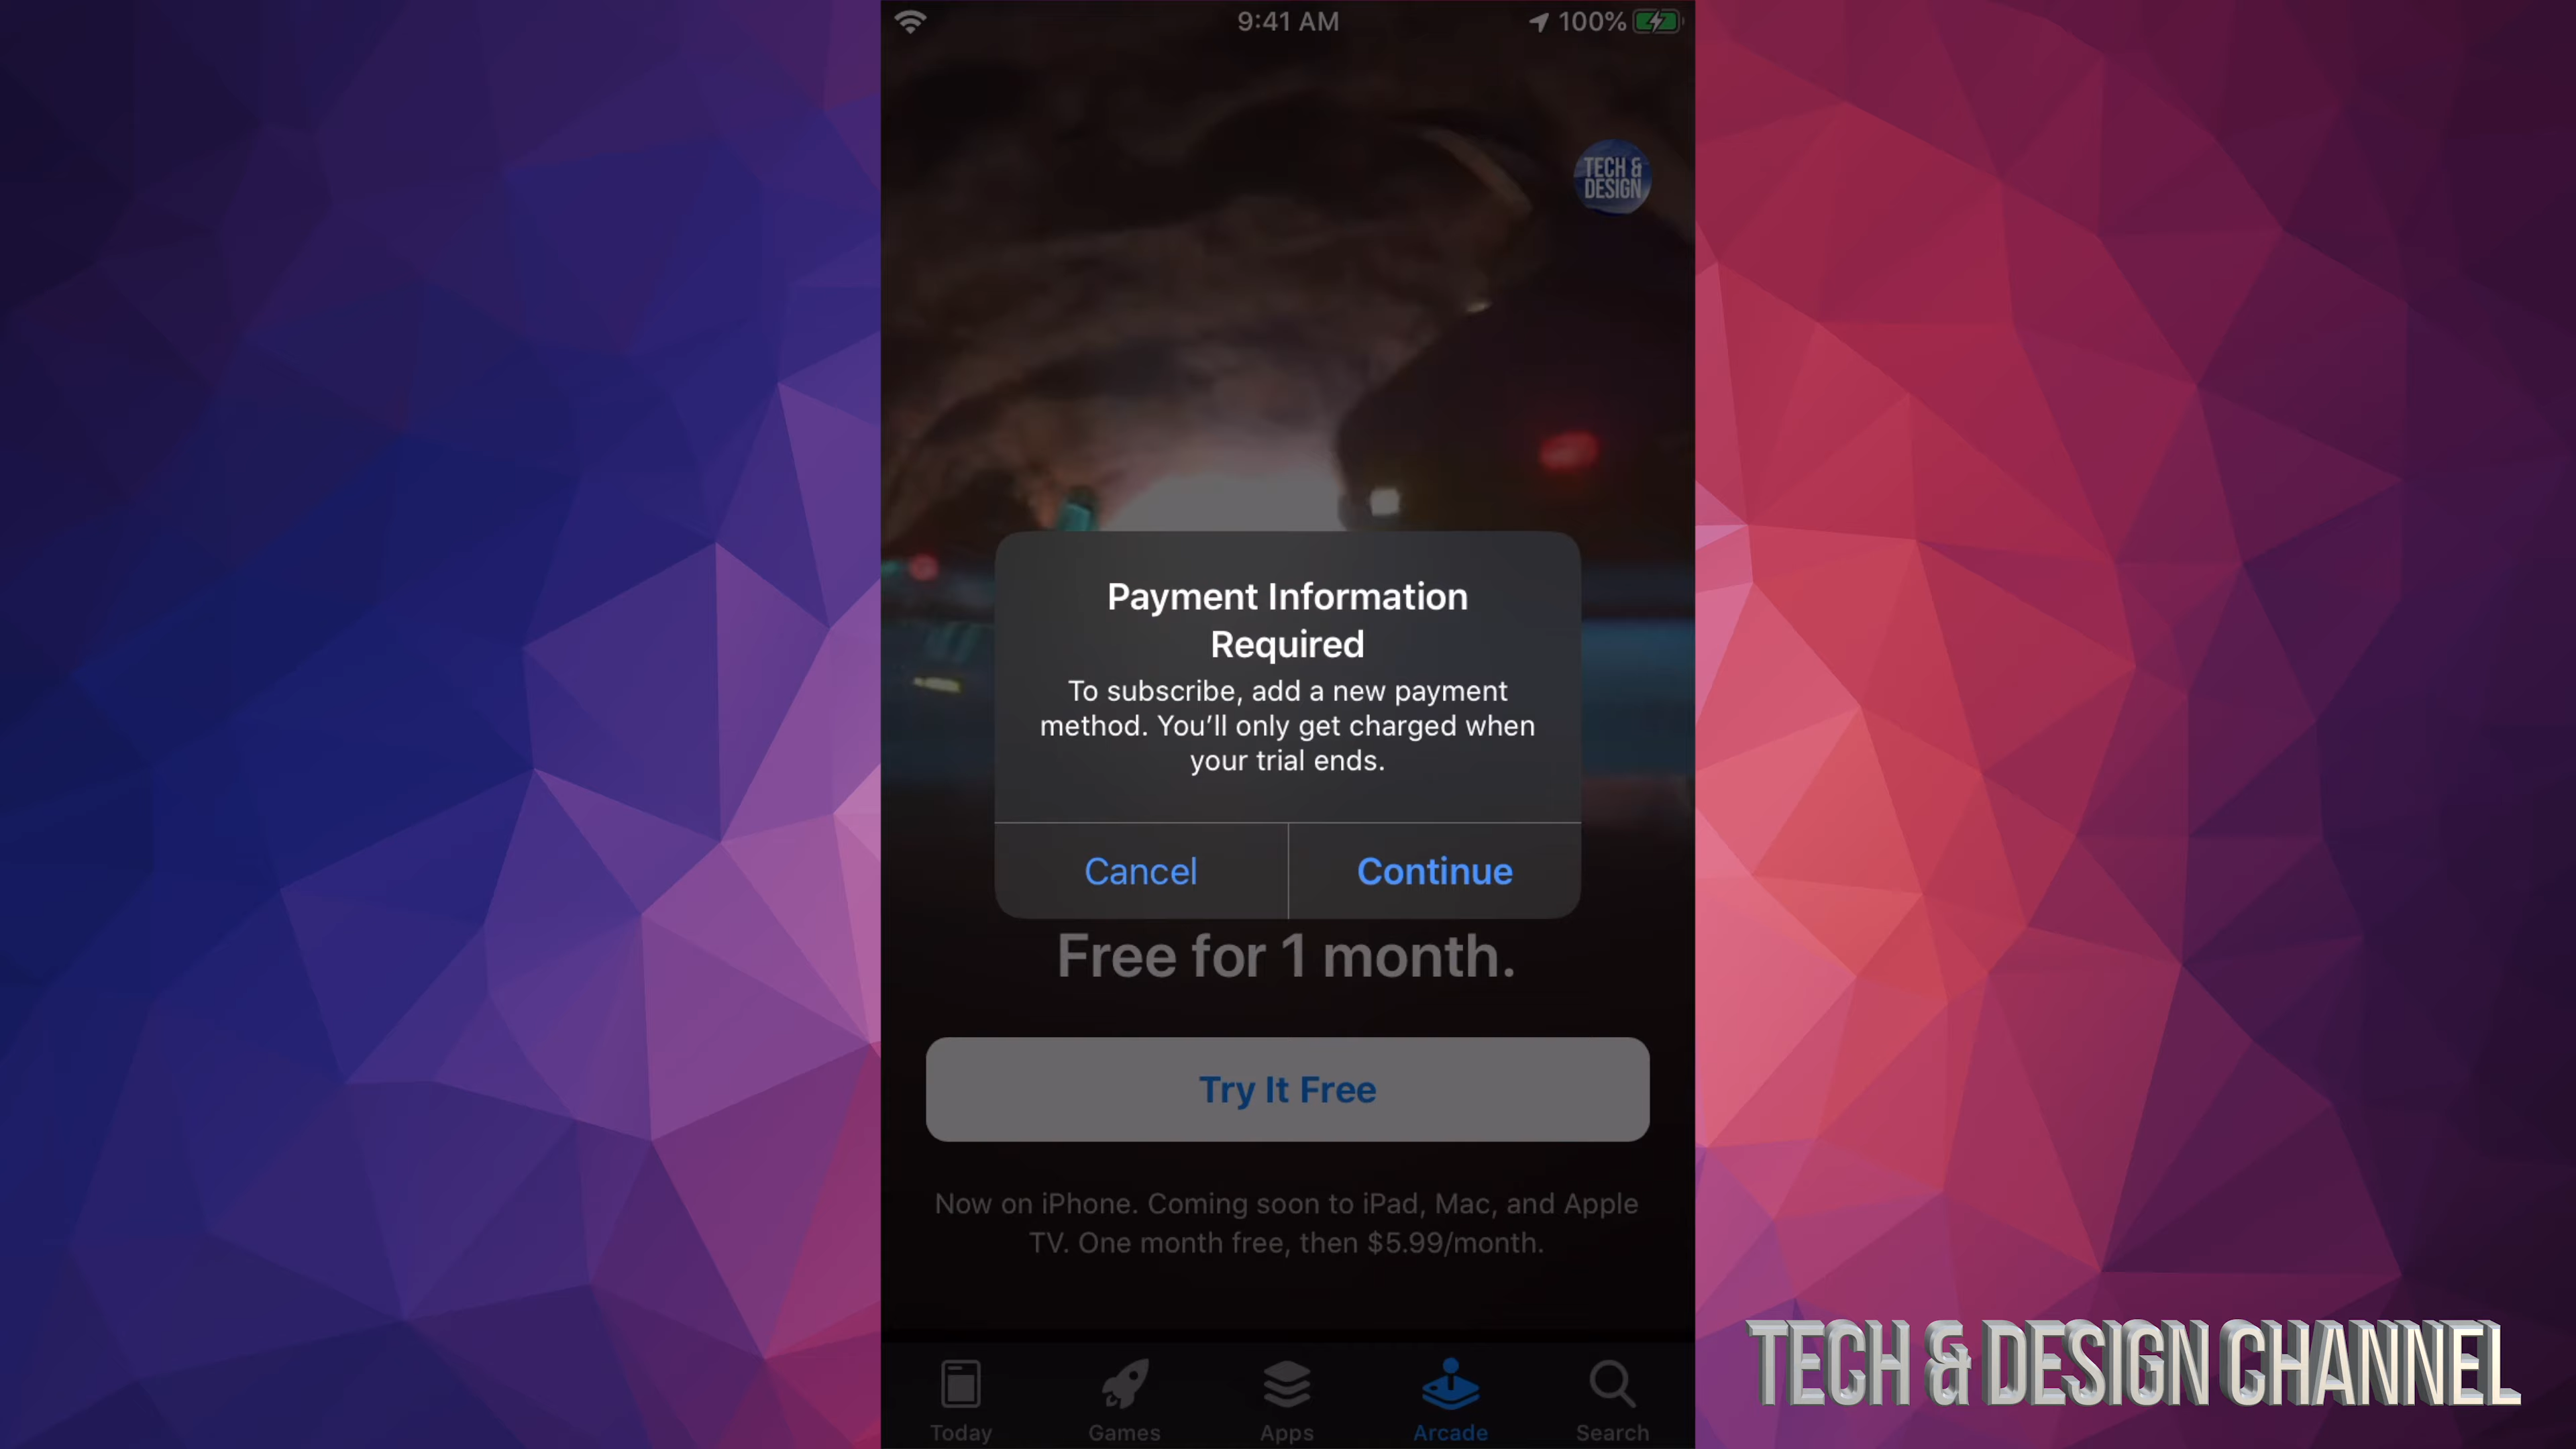 9:41 AM
100%
TECH &
DESIGN
Payment Information
Required
To subscribe, add a new payment
method. You’ll only get charged when
your trial ends.
Cancel
Continue
Free for 1 month.
Try It Free
Now on iPhone. Coming soon to iPad, Mac, and Apple
TV. One month free, then $5.99/month.
Today
Games
Apps
Arcade
Search
TECH & DESIGN CHANNEL